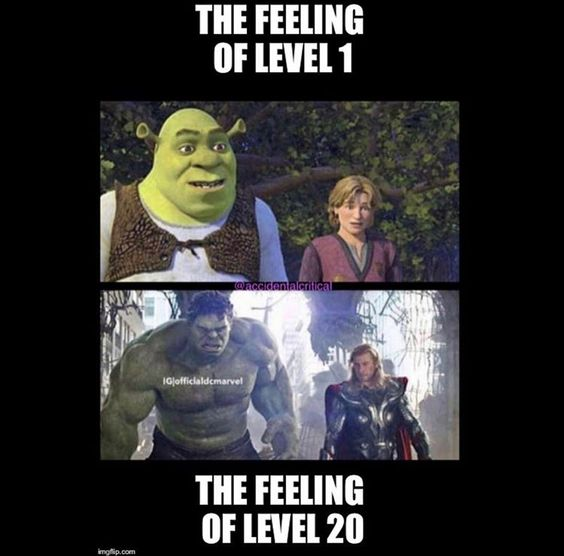 THE FEELING
OF LEVEL 1
@accidentalcritical
IG|officialdcmarvel
THE FEELING
OF LEVEL 20
imgflip.com